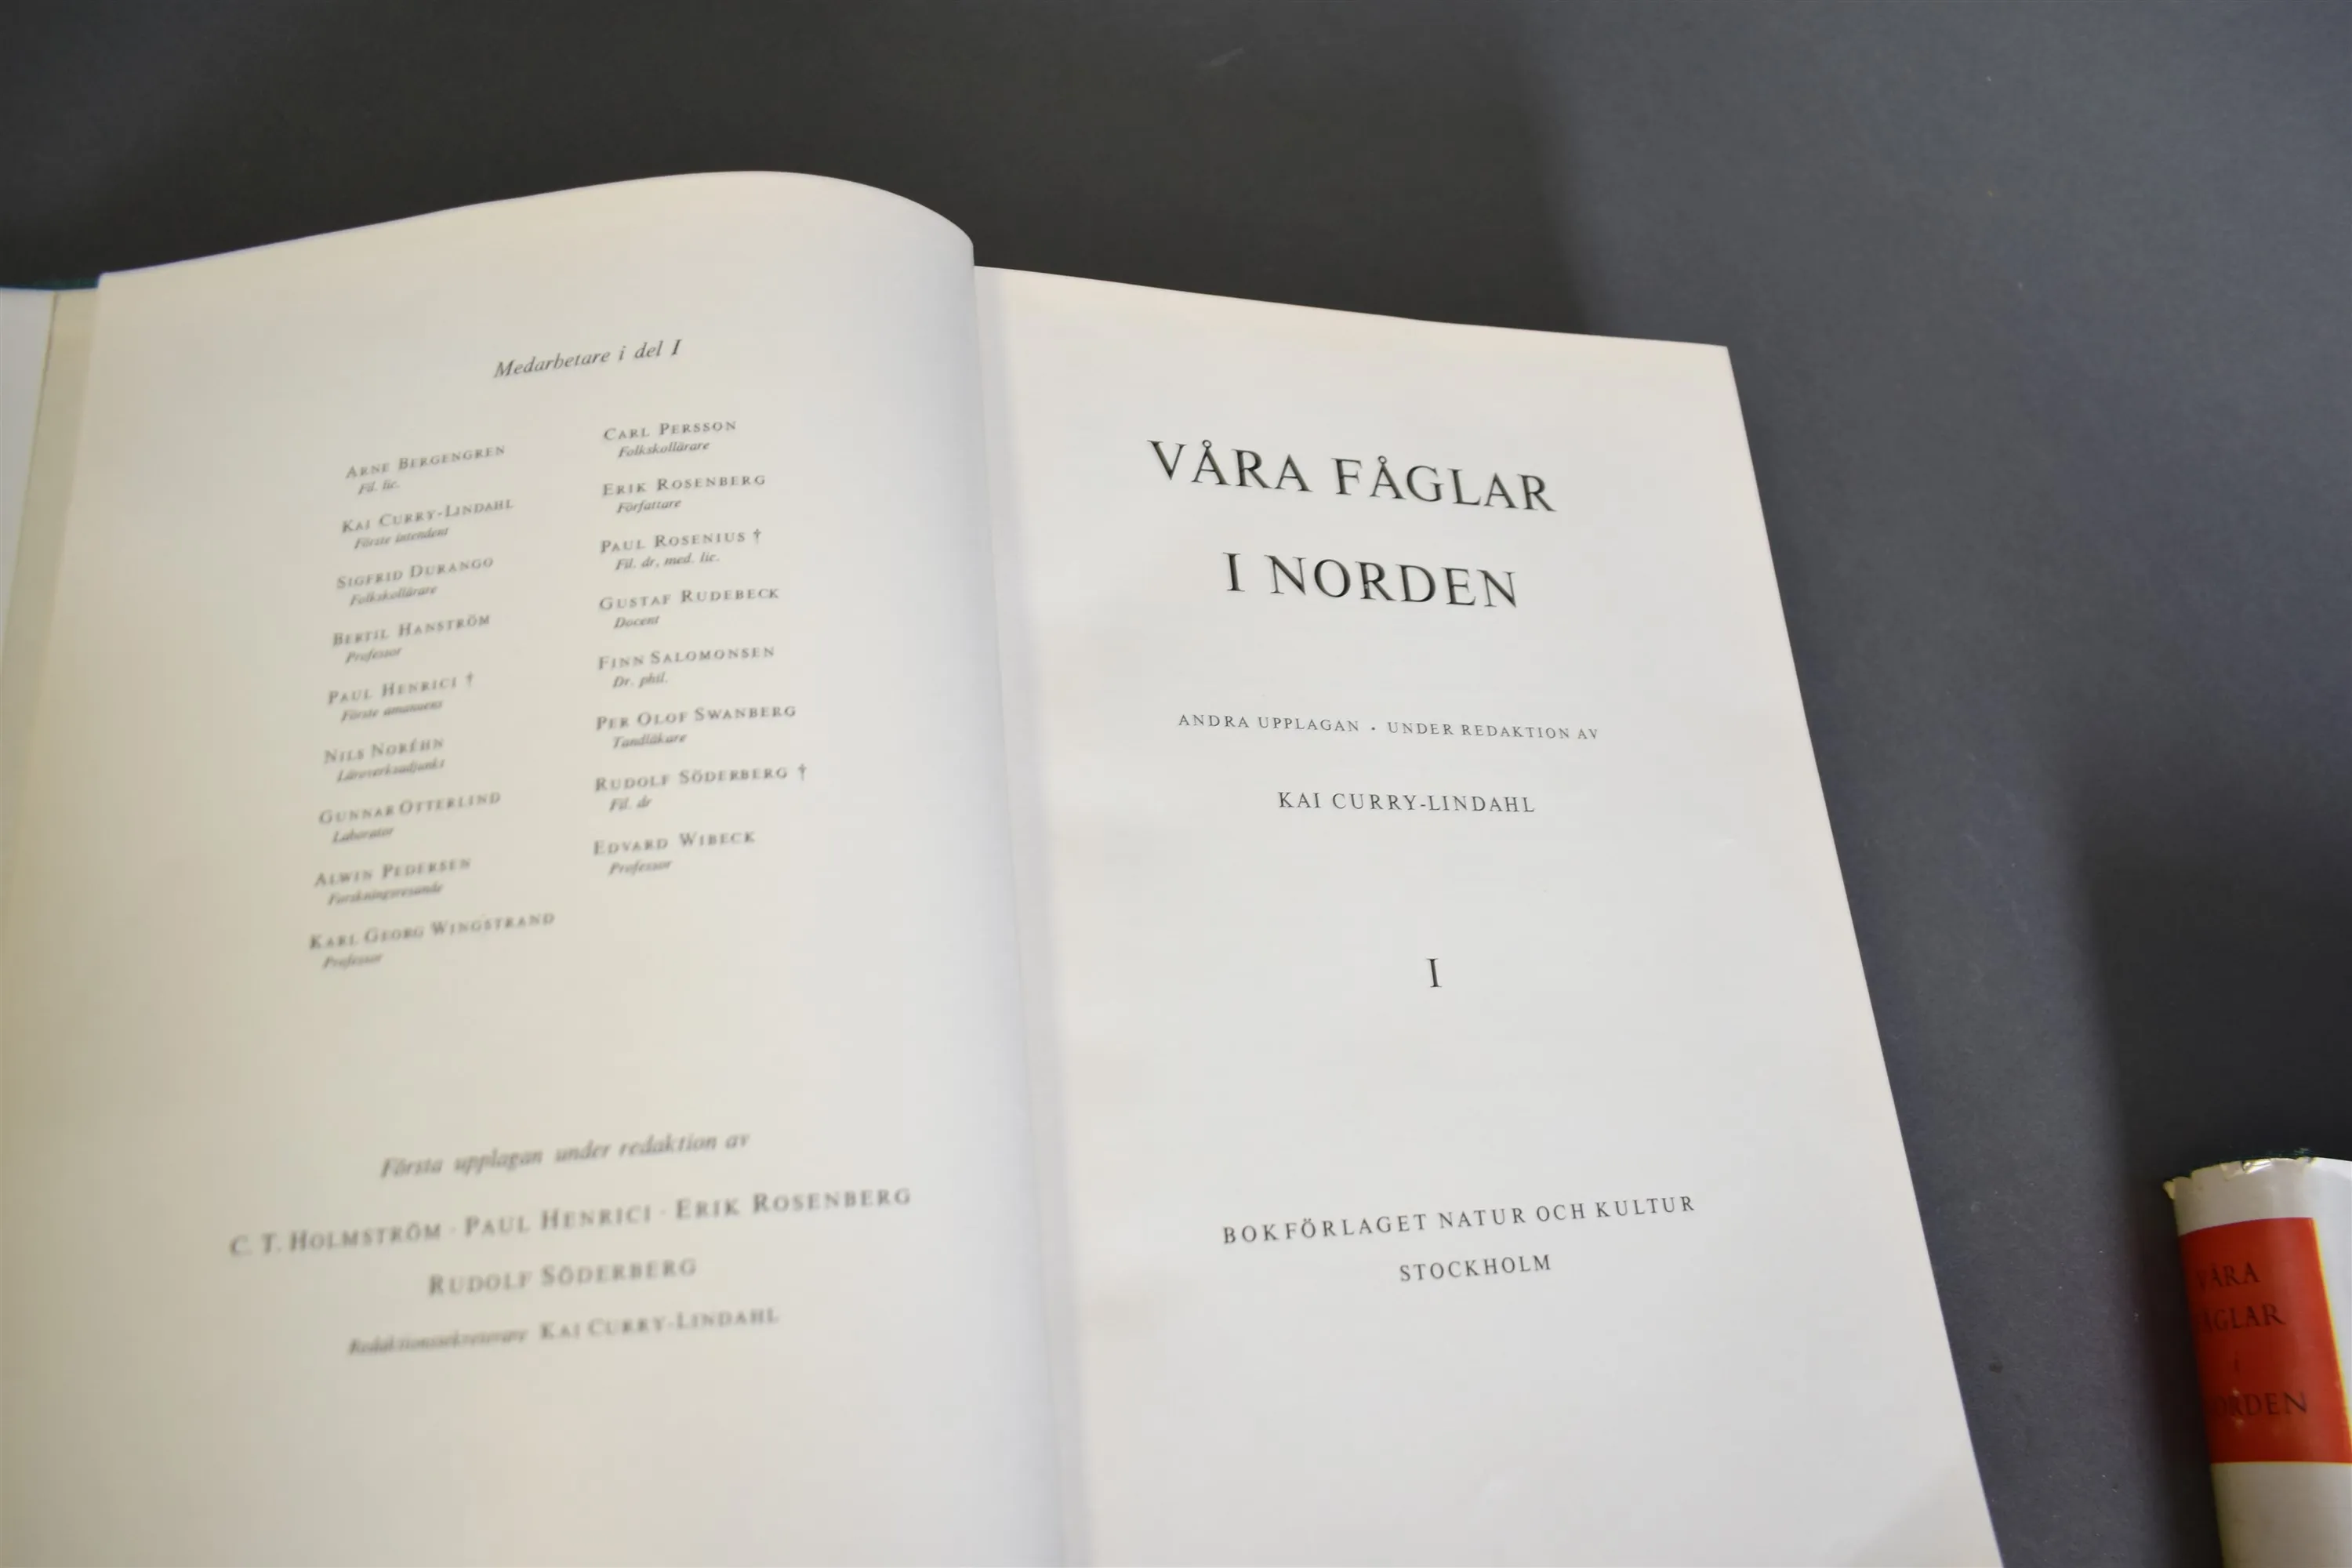 Medarbetare i del I
ARNE BERGENGREN
Fil. lic.
KAI CURRY-LINDAHL
Förste intendent
SIGFRID DURANGO
Folkskollärare
BERTIL HANSTRÖM
Professor
PAUL HENRICI †
Förste amanuens
NILS NORÉHN
Läroverksadjunkt
GUNNAR OTTERLIND
Laborator
ALWIN PEDERSEN
Forskningsresande
KARL GEORG WINGSTRAND
Professor
CARL PERSSON
Folkskollärare
ERIK ROSENBERG
Författare
PAUL ROSENIUS †
Fil. dr, med. lic.
GUSTAF RUDEBECK
Docent
FINN SALOMONSEN
Dr. phil.
PER OLOF SWANBERG
Tandläkare
RUDOLF SÖDERBERG †
Fil. dr
EDVARD WIBECK
Professor
Första upplagan under redaktion av
C. T. HOLMSTRÖM · PAUL HENRICI · ERIK ROSENBERG
RUDOLF SÖDERBERG
Redaktionssekreterare KAI CURRY-LINDAHL
VÅRA FÅGLAR
I NORDEN
ANDRA UPPLAGAN · UNDER REDAKTION AV
KAI CURRY-LINDAHL
I
BOKFÖRLAGET NATUR OCH KULTUR
STOCKHOLM
VÅRA
FÅGLAR
i
NORDEN